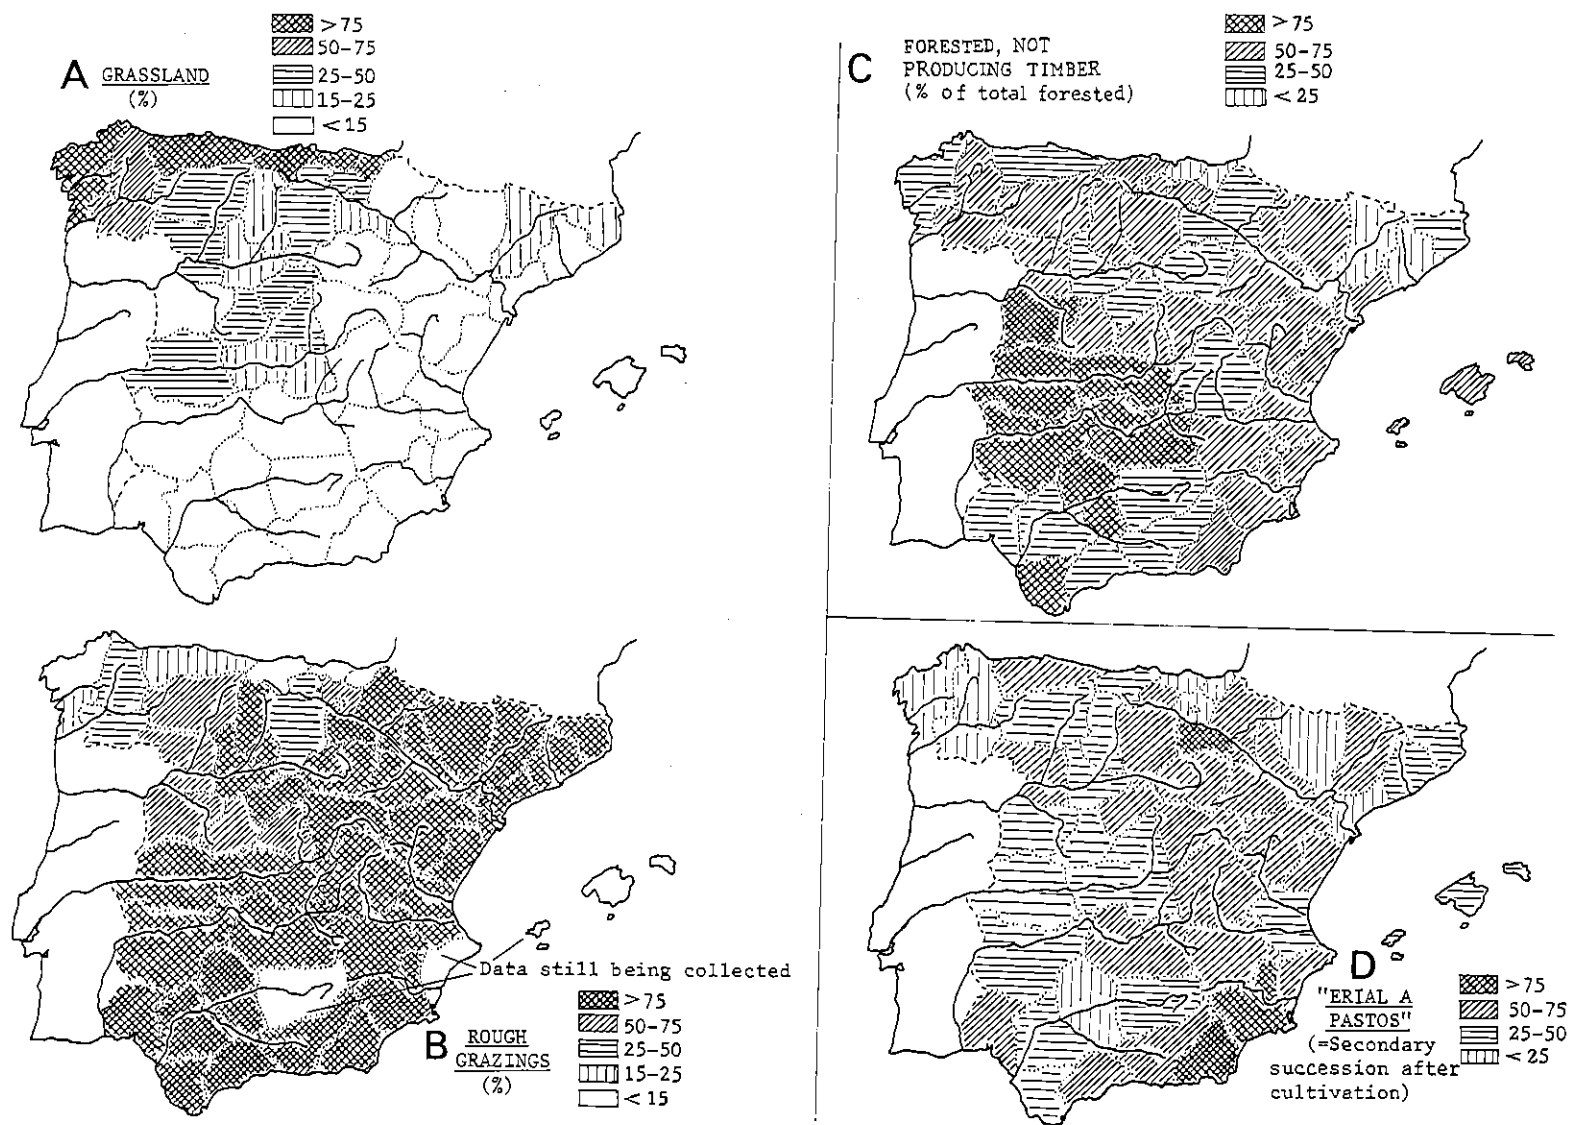 A GRASSLAND
(%)
>75
50-75
25-50
15-25
<15
C FORESTED, NOT
PRODUCING TIMBER
(% of total forested)
>75
50-75
25-50
<25
Data still being collected
B ROUGH
GRAZINGS
(%)
>75
50-75
25-50
15-25
<15
D
"ERIAL A
PASTOS"
(=Secondary
succession after
cultivation)
>75
50-75
25-50
<25